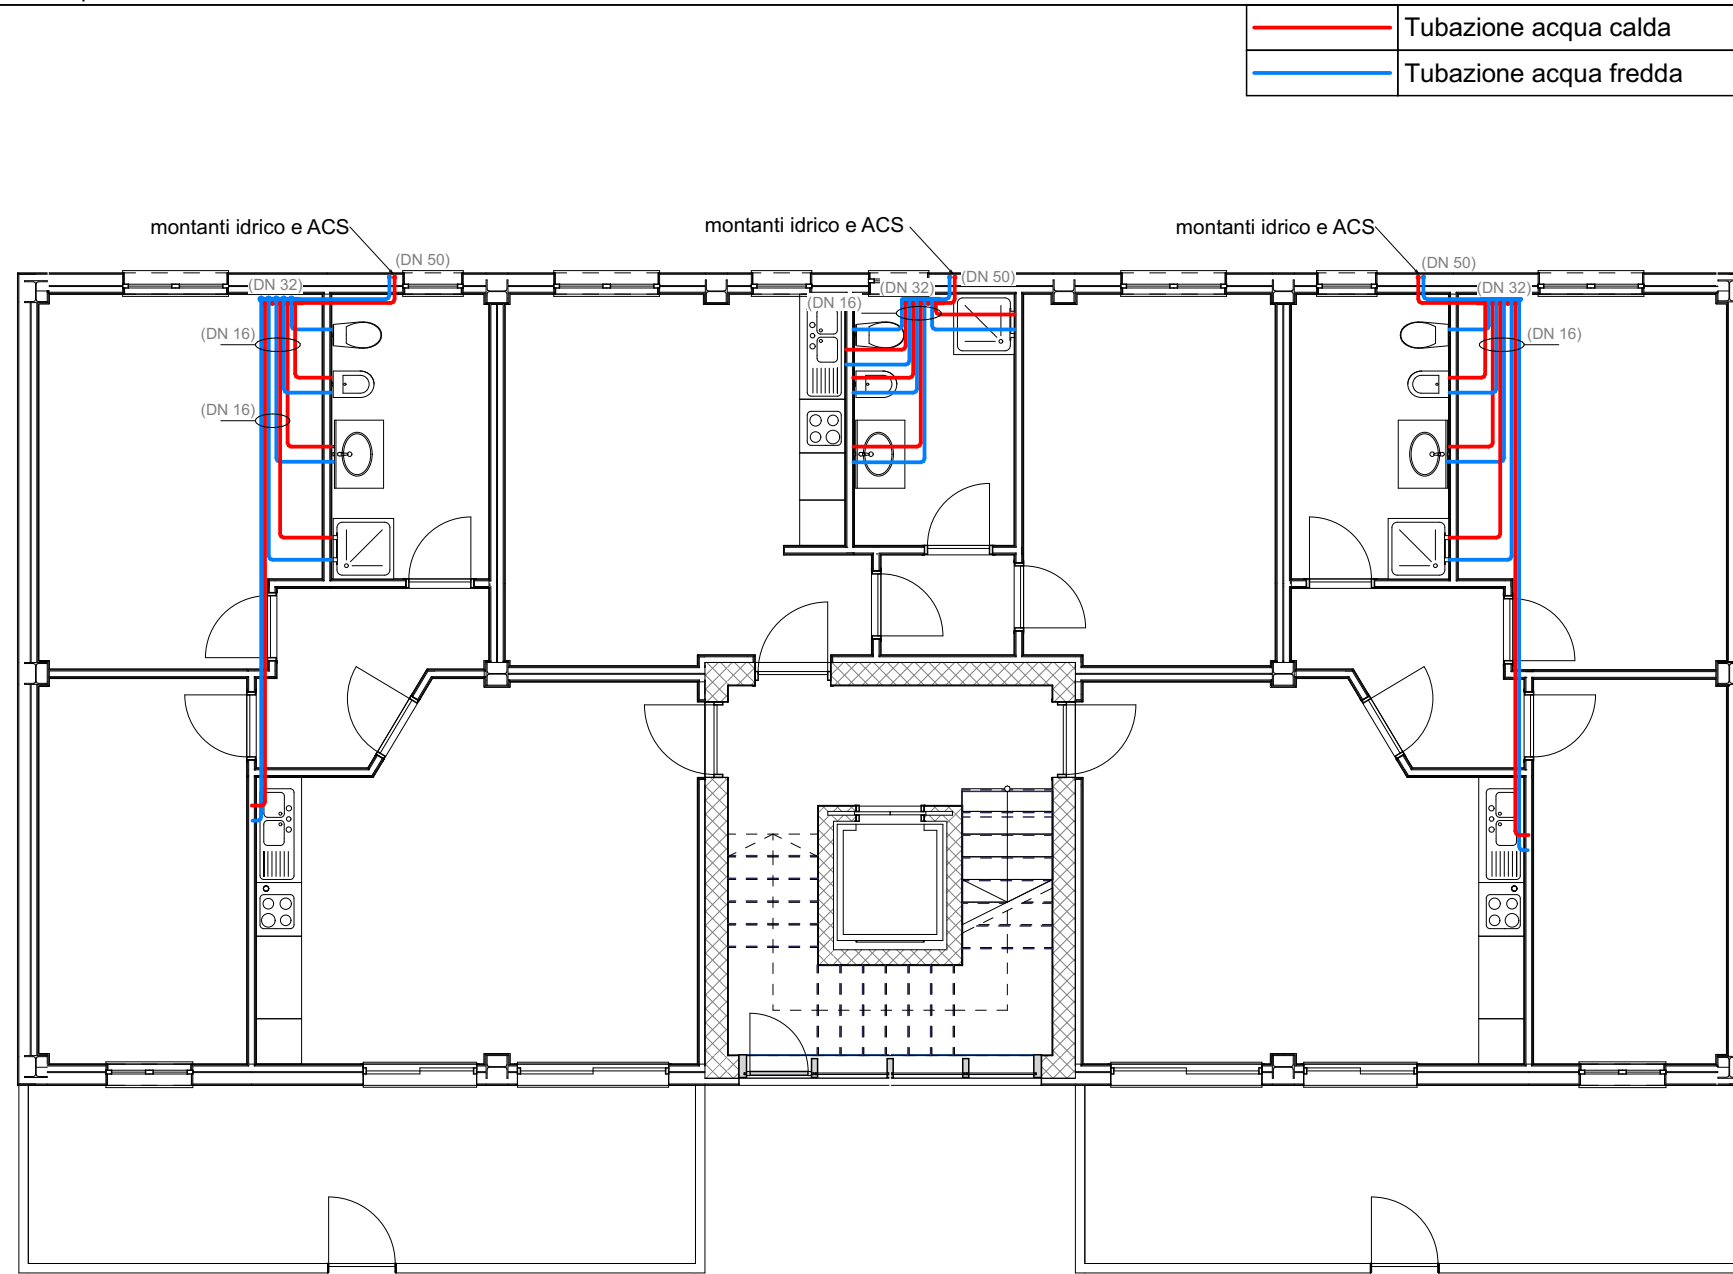 Tubazione acqua calda
Tubazione acqua fredda
montanti idrico e ACS
montanti idrico e ACS
montanti idrico e ACS
(DN 50)
(DN 50)
(DN 50)
(DN 32)
(DN 32)
(DN 32)
(DN 16)
(DN 16)
(DN 16)
(DN 16)